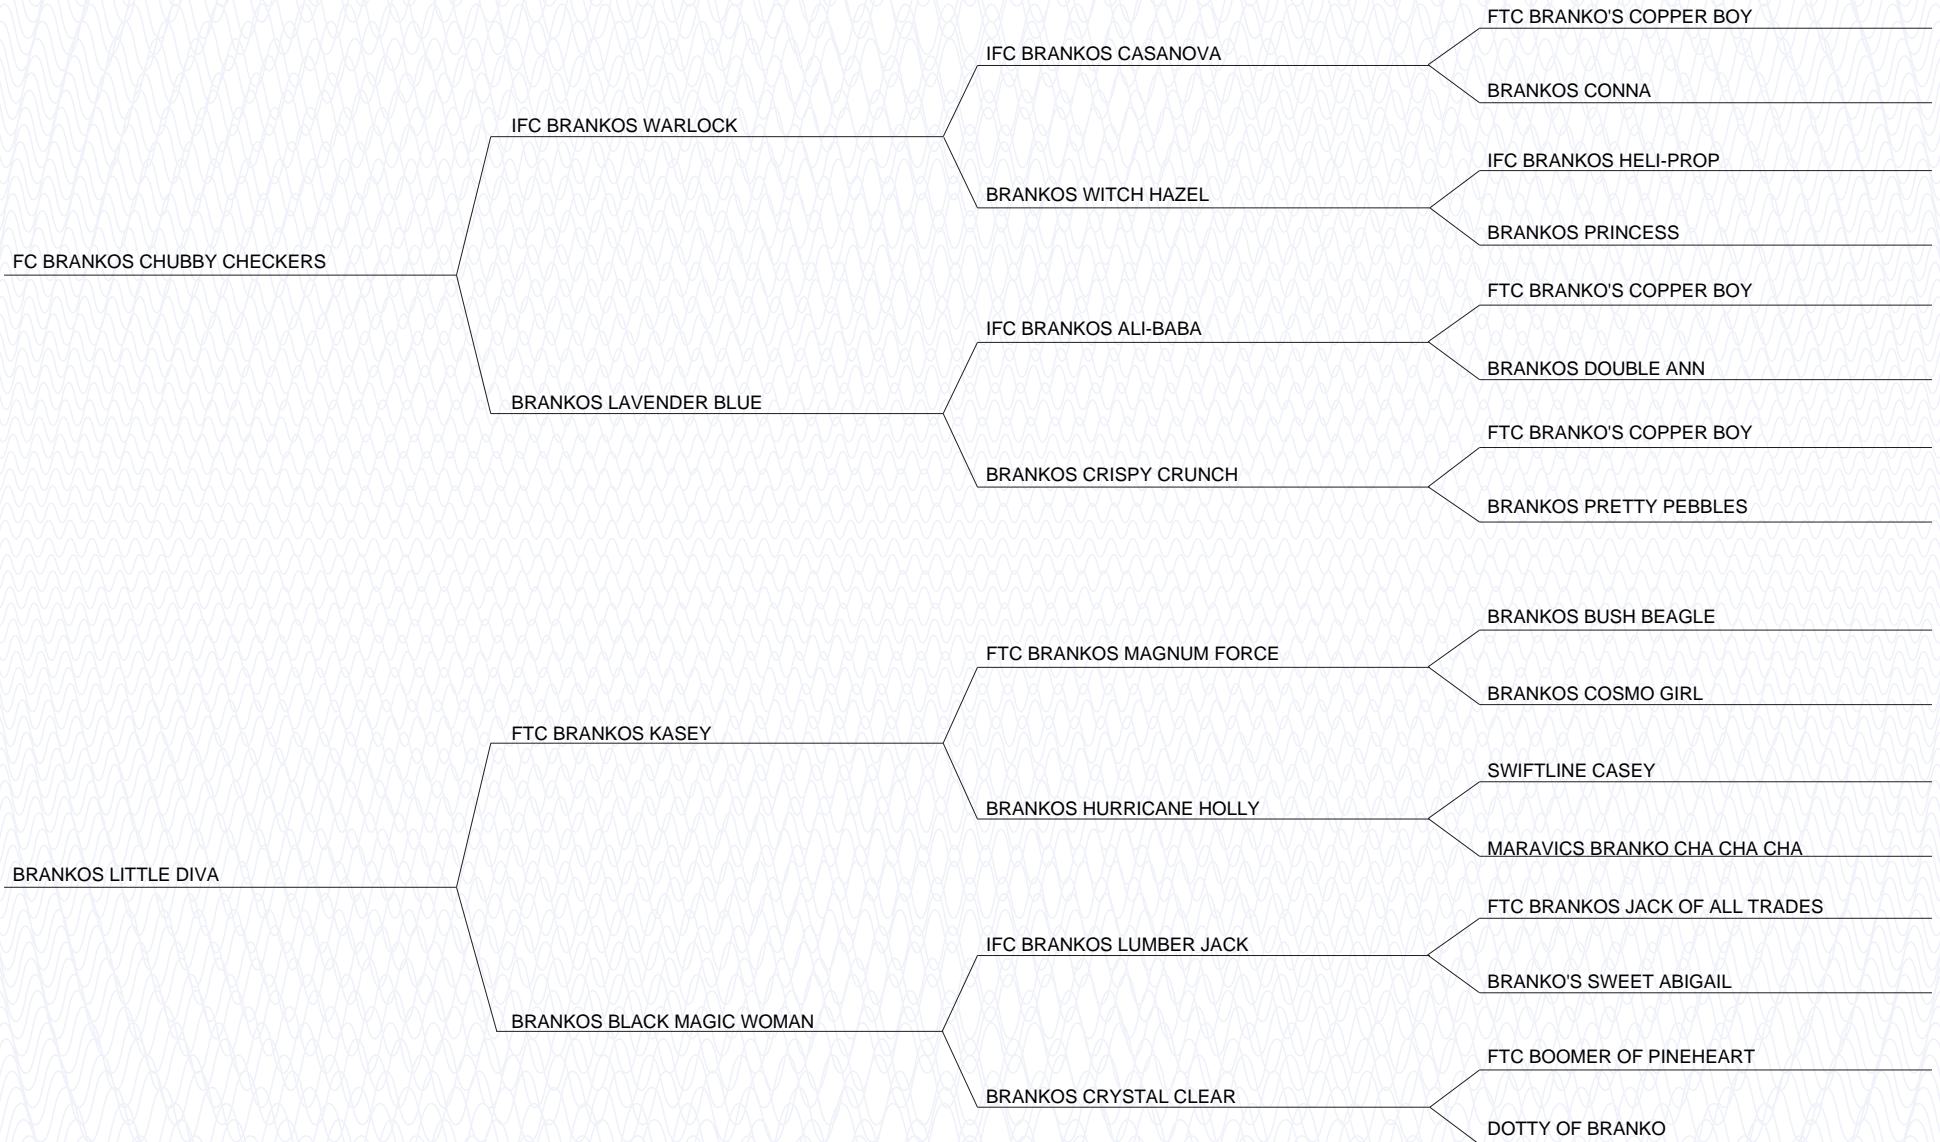 FTC BRANKO'S COPPER BOY
IFC BRANKOS CASANOVA
BRANKOS CONNA
IFC BRANKOS WARLOCK
IFC BRANKOS HELI-PROP
BRANKOS WITCH HAZEL
BRANKOS PRINCESS
FC BRANKOS CHUBBY CHECKERS
FTC BRANKO'S COPPER BOY
IFC BRANKOS ALI-BABA
BRANKOS DOUBLE ANN
BRANKOS LAVENDER BLUE
FTC BRANKO'S COPPER BOY
BRANKOS CRISPY CRUNCH
BRANKOS PRETTY PEBBLES
BRANKOS BUSH BEAGLE
FTC BRANKOS MAGNUM FORCE
BRANKOS COSMO GIRL
FTC BRANKOS KASEY
SWIFTLINE CASEY
BRANKOS HURRICANE HOLLY
MARAVICS BRANKO CHA CHA CHA
BRANKOS LITTLE DIVA
FTC BRANKOS JACK OF ALL TRADES
IFC BRANKOS LUMBER JACK
BRANKO'S SWEET ABIGAIL
BRANKOS BLACK MAGIC WOMAN
FTC BOOMER OF PINEHEART
BRANKOS CRYSTAL CLEAR
DOTTY OF BRANKO